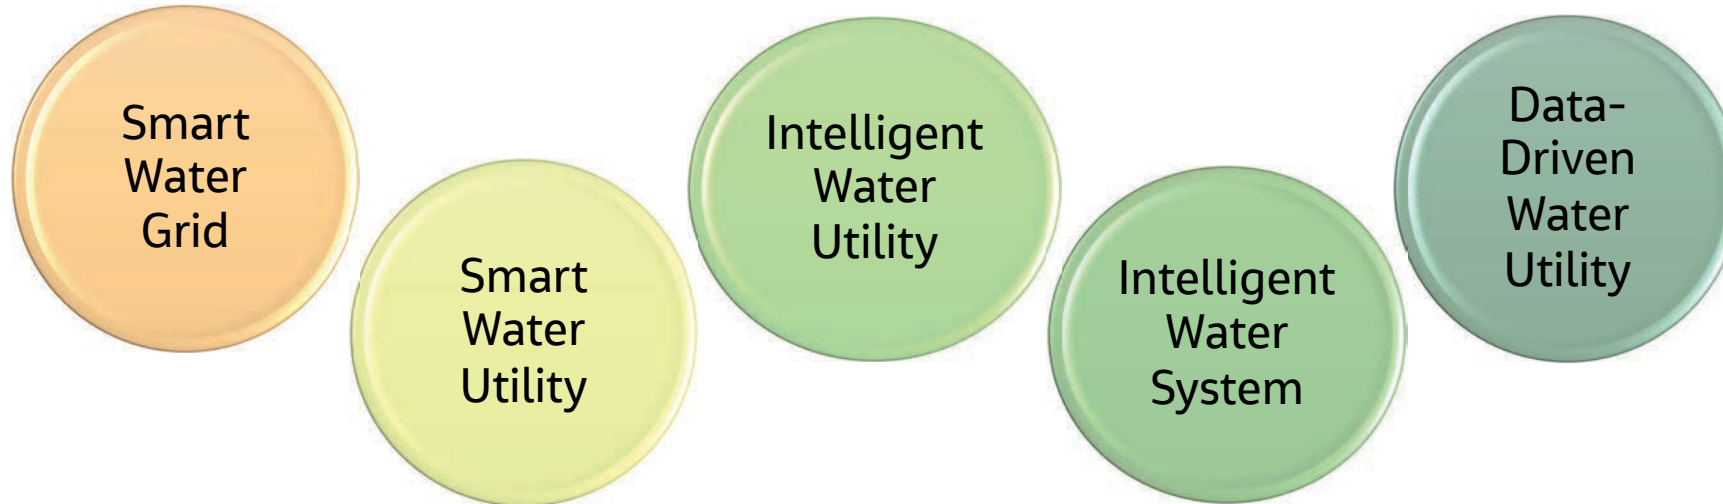 Smart
Water
Grid
Smart
Water
Utility
Intelligent
Water
Utility
Intelligent
Water
System
Data-
Driven
Water
Utility